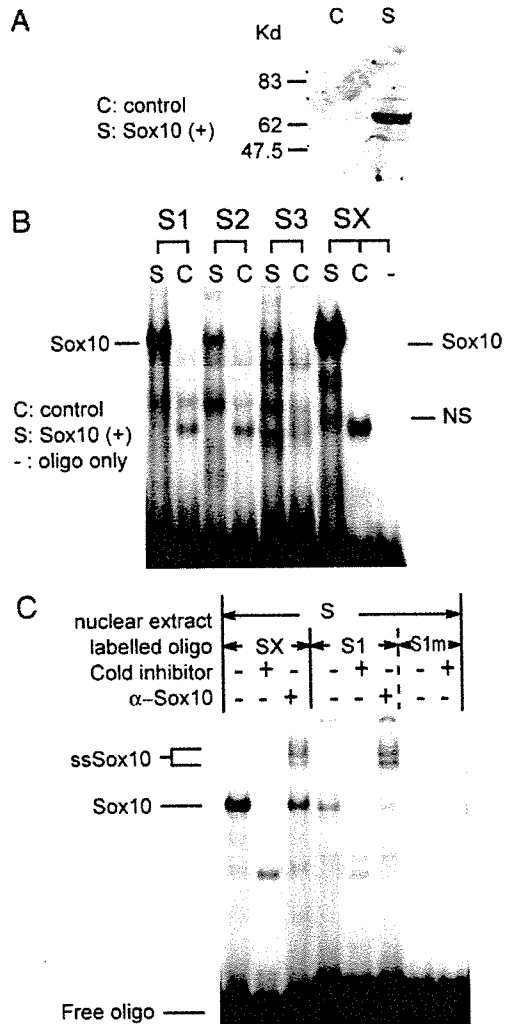 A
C S
Kd
83
C: control
S: Sox10 (+)
62
47.5
B
S1 S2 S3 SX
S C S C S C S C -
Sox10
Sox10
C: control
S: Sox10 (+)
- : oligo only
NS
C
nuclear extract S
labelled oligo SX S1 S1m
Cold inhibitor - + - - + - - +
α-Sox10 - - + - - + - -
ssSox10
Sox10
Free oligo